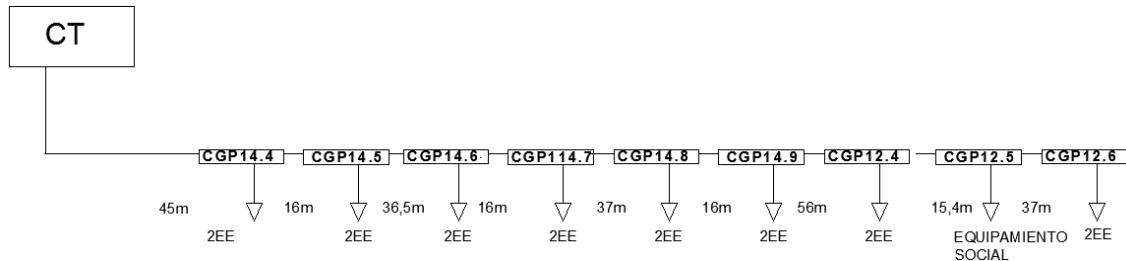 CT
CGP14.4 CGP14.5 CGP14.6 CGP114.7 CGP14.8 CGP14.9 CGP12.4 CGP12.5 CGP12.6
45m 16m 36,5m 16m 37m 16m 56m 15,4m 37m
2EE 2EE 2EE 2EE 2EE 2EE 2EE EQUIPAMIENTO 2EE
SOCIAL